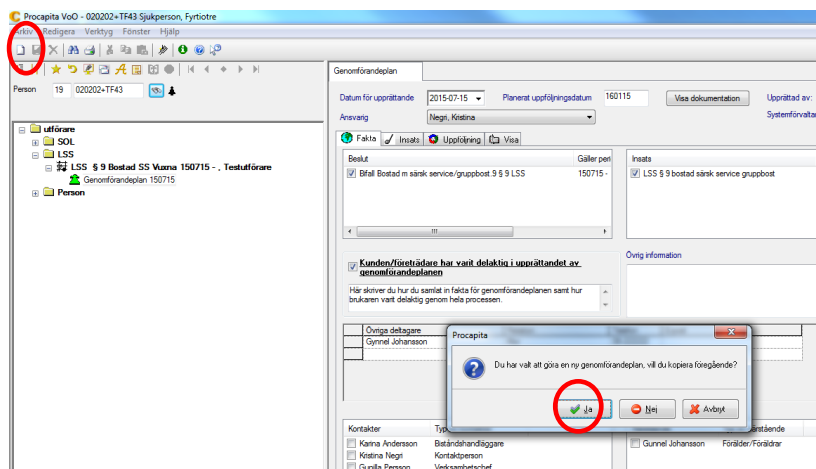 Procapita VoO - 020202+TF43 Sjukperson, Fyrtiotre
Arkiv Redigera Verktyg Fönster Hjälp
Person 19 020202+TF43
utförare
SOL
LSS
LSS § 9 Bostad SS Vuxna 150715 - , Testutförare
Genomförandeplan 150715
Person
Genomförandeplan
Datum för upprättande 2015-07-15 Planerat uppföljningsdatum 160115 Visa dokumentation Upprättad av:
Ansvarig Negri, Kristina Systemförvaltar
Fakta Insats Uppföljning Visa
Beslut Gäller peri Insats
Bifall Bostad m särsk service/gruppbost.9 § 9 LSS 150715 - LSS § 9 bostad särsk service gruppbost
Kunden/företrädare har varit delaktig i upprättandet av Övrig information
genomförandeplanen
Här skriver du hur du samlat in fakta för genomförandeplanen samt hur
brukaren varit delaktig genom hela processen.
Övriga deltagare
Gynnel Johansson
Procapita
Du har valt att göra en ny genomförandeplan, vill du kopiera föregående?
Ja Nej Avbryt
Kontakter
Karina Andersson Biståndshandläggare Gunnel Johansson Förälder/Föräldrar
Kristina Negri Kontaktperson
Gunilla Persson Verksamhetschef